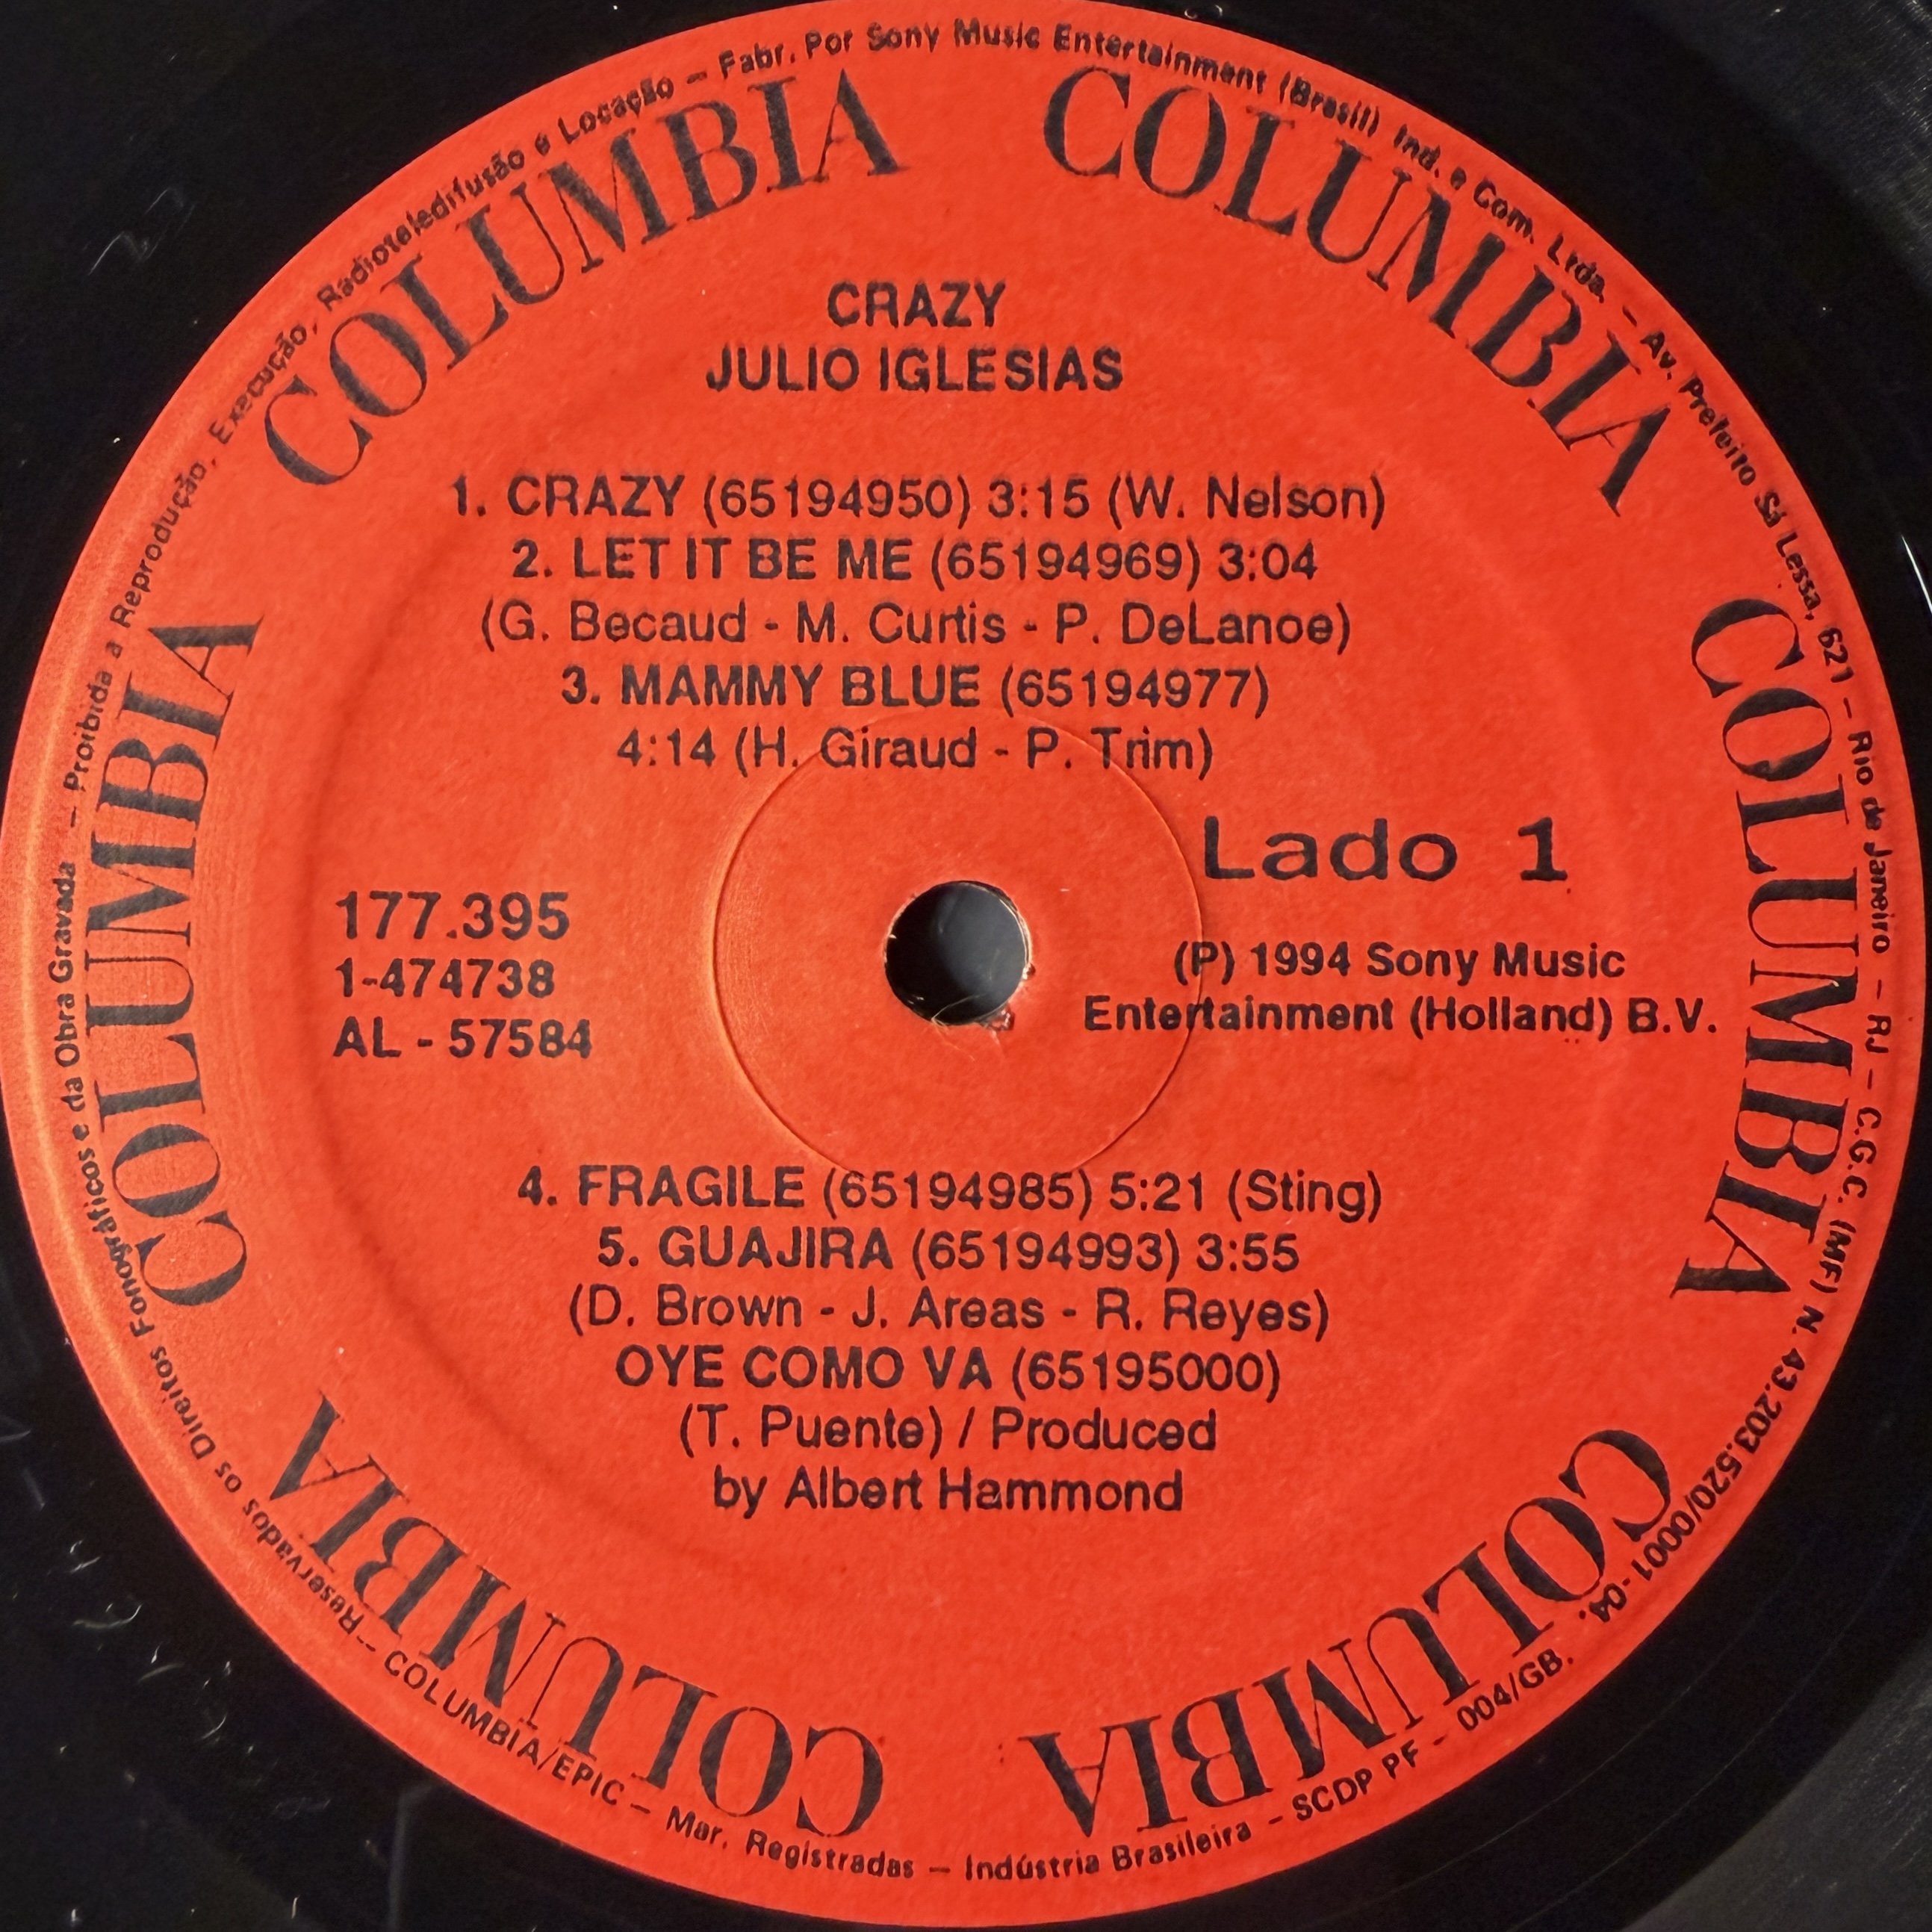 CRAZY
JULIO IGLESIAS
1. CRAZY (65194950) 3:15 (W. Nelson)
2. LET IT BE ME (65194969) 3:04
(G. Becaud - M. Curtis - P. DeLanoe)
3. MAMMY BLUE (65194977)
4:14 (H. Giraud - P. Trim)
Lado 1
177.395
1-474738
AL - 57584
(P) 1994 Sony Music
Entertainment (Holland) B.V.
4. FRAGILE (65194985) 5:21 (Sting)
5. GUAJIRA (65194993) 3:55
(D. Brown - J. Areas - R. Reyes)
OYE COMO VA (65195000)
(T. Puente) / Produced
by Albert Hammond
COLUMBIA
COLUMBIA
COLUMBIA
COLUMBIA
COLUMBIA
COLUMBIA
Fabr. Por Sony Music Entertainment (Brasil) Ind. e Com. Ltda. – Av. Prefeito Sá Lessa, 621 – Rio de Janeiro – RJ – C.G.C. (MF) N. 43.203.520/0001-04.
COLUMBIA/EPIC – Mar. Registradas – Indústria Brasileira – SCDP PF – 004/GB.
Reservados os Direitos Fonográficos e da Obra Gravada – Proibida a Reprodução, Execução, Radioteledifusão e Locação –